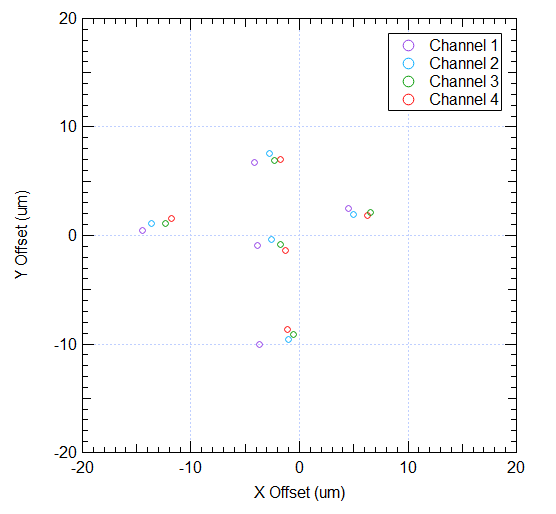 20
Channel 1
Channel 2
Channel 3
Channel 4
10
Y Offset (um)
0
-10
-20
-20 -10 0 10 20
X Offset (um)